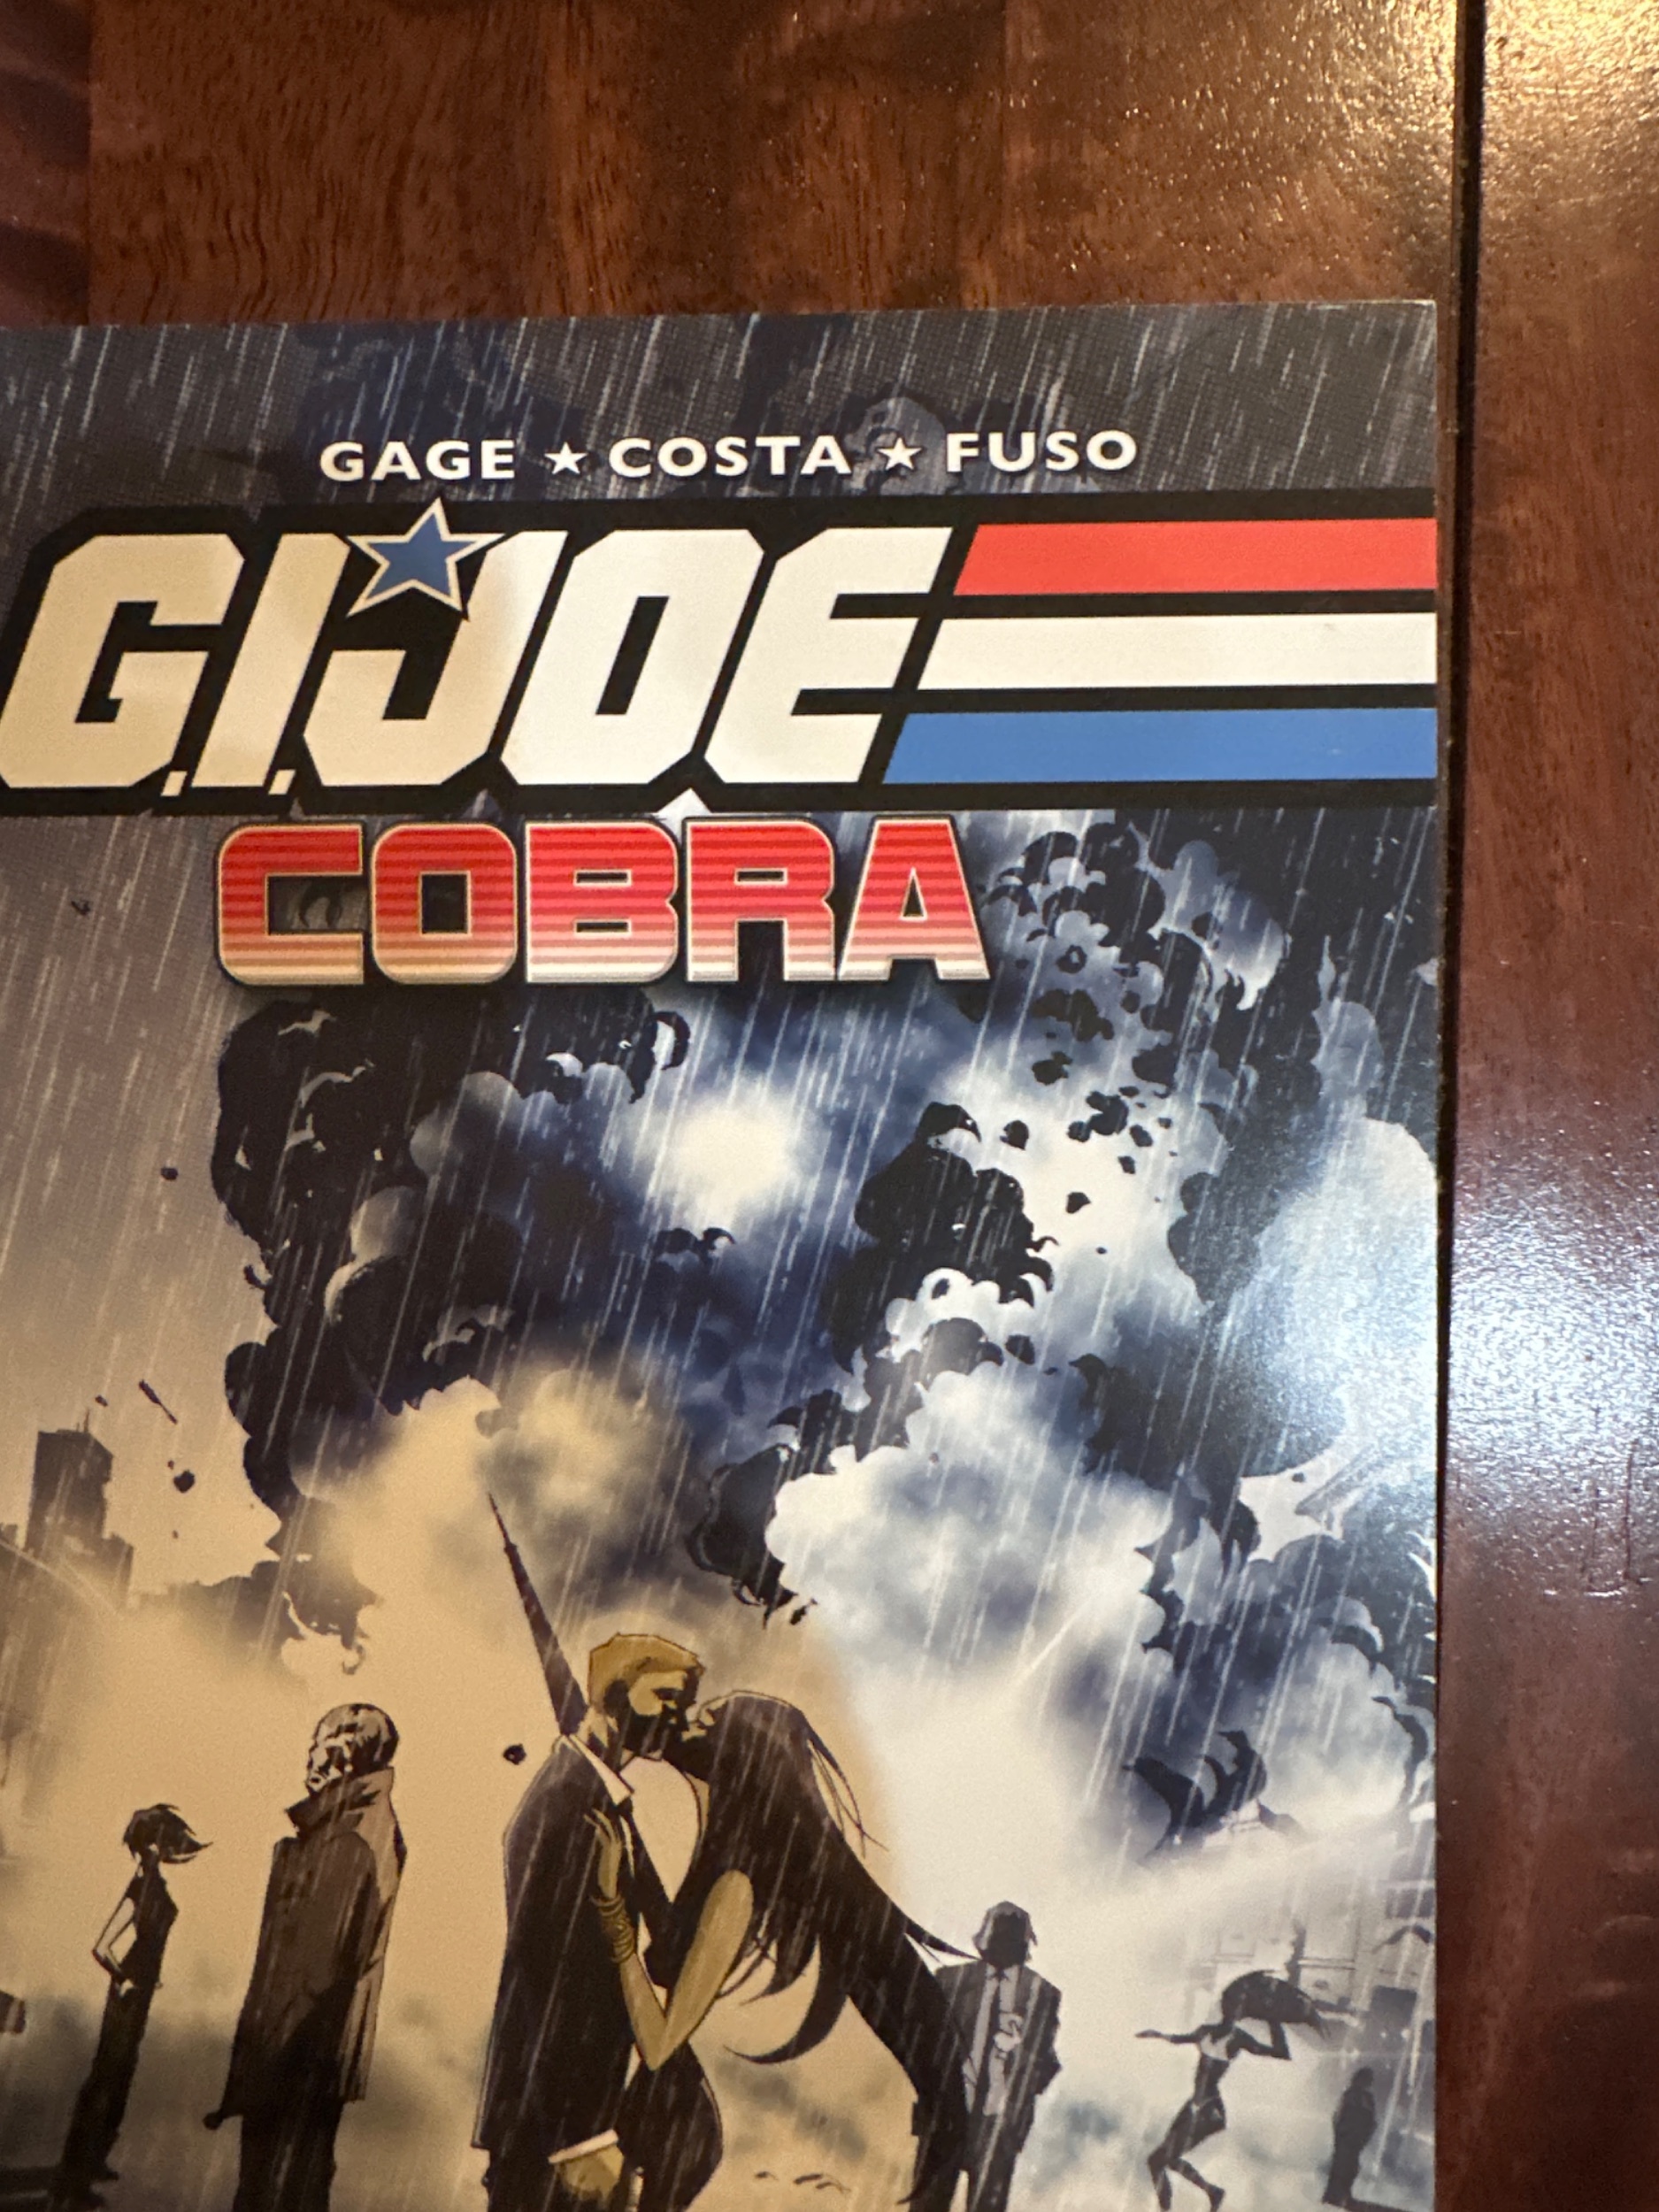 GAGE ★ COSTA ★ FUSO
G.I. JOE
COBRA